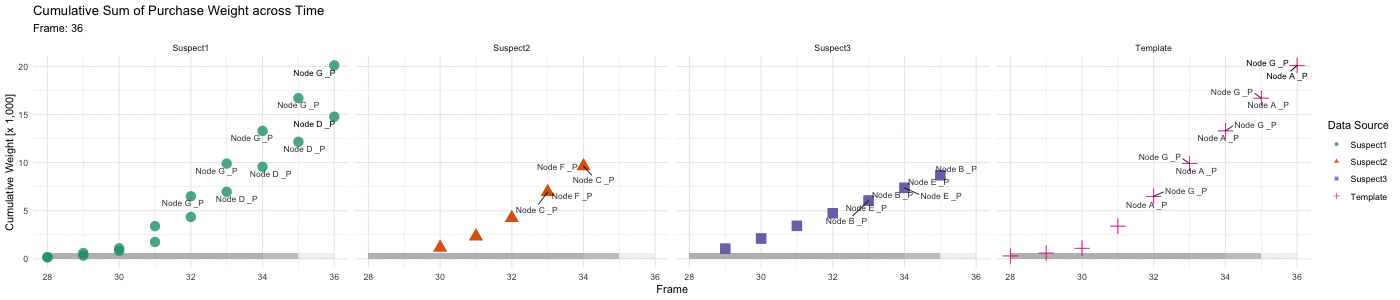 Cumulative Sum of Purchase Weight across Time
Frame: 36
Suspect1
Suspect2
Suspect3
Template
Cumulative Weight [x 1,000]
20
15
10
5
0
Node G _P
Node G _P
Node D _P
Node G _P
Node D _P
Node G _P
Node D _P
Node G _P
Node D _P
28 30 32 34 36
Node F _P
Node C _P
Node F _P
Node C _P
28 30 32 34 36
Node B _P
Node E _P
Node B _P
Node E _P
Node E _P
Node B _P
28 30 32 34 36
Node G _P
Node A _P
Node G _P
Node A _P
Node G _P
Node A _P
Node G _P
Node A _P
Node G _P
Node A _P
28 30 32 34 36
Frame
Data Source
Suspect1
Suspect2
Suspect3
Template